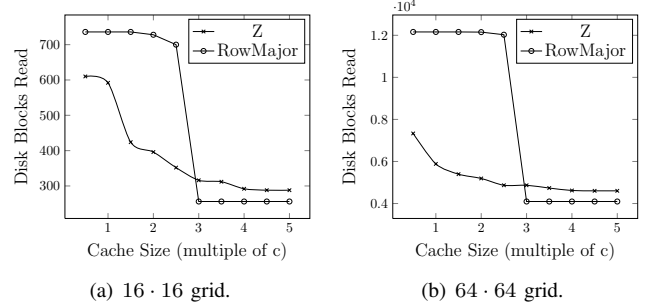 Z
RowMajor
700
600
500
400
300
1 2 3 4 5
Disk Blocks Read
Cache Size (multiple of c)
(a) 16 · 16 grid.
·10⁴
Z
RowMajor
1.2
1
0.8
0.6
0.4
1 2 3 4 5
Disk Blocks Read
Cache Size (multiple of c)
(b) 64 · 64 grid.